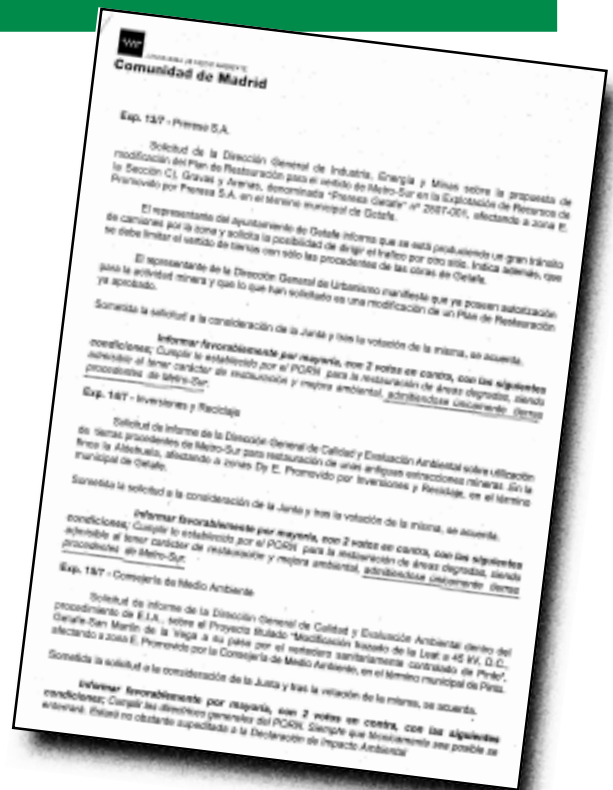 CONSEJERIA DE MEDIO AMBIENTE
Comunidad de Madrid
Exp. 13/7 - Preresa S.A.
Solicitud de la Dirección General de Industria, Energía y Minas sobre la propuesta de
modificación del Plan de Restauración para el vertido de Metro-Sur en la Explotación de Recursos de
la Sección C), Gravas y Arenas, denominada "Preresa Getafe" nº 2687-001, afectando a zona E.
Promovido por Preresa S.A. en el término municipal de Getafe.
El representante del ayuntamiento de Getafe informa que se está produciendo un gran tránsito
de camiones por la zona y solicita la posibilidad de dirigir el trafico por otro sitio. Indica además, que
se debe limitar el vertido de tierras con sólo las procedentes de las obras de Getafe.
El representante de la Dirección General de Urbanismo manifiesta que ya poseen autorización
para la actividad minera y que lo que han solicitado es una modificación de un Plan de Restauración
ya aprobado.
Sometida la solicitud a la consideración de la Junta y tras la votación de la misma, se acuerda.
Informar favorablemente por mayoría, con 2 votos en contra, con las siguientes
condiciones; Cumplir lo establecido por el PORN para la restauración de áreas degradas, siendo
admisible al tener carácter de restauración y mejora ambiental, admitiéndose únicamente tierras
procedentes de Metro-Sur.
Exp. 14/7 - Inversiones y Reciclaje
Solicitud de informe de la Dirección General de Calidad y Evaluación Ambiental sobre utilización
de tierras procedentes de Metro-Sur para restauración de unas antiguas extracciones mineras. En la
finca la Aldehuela, afectando a zonas D y E. Promovido por Inversiones y Reciclaje, en el término
municipal de Getafe.
Sometida la solicitud a la consideración de la Junta y tras la votación de la misma, se acuerda.
Informar favorablemente por mayoría, con 2 votos en contra, con las siguientes
condiciones; Cumplir lo establecido por el PORN para la restauración de áreas degradas, siendo
admisible al tener carácter de restauración y mejora ambiental, admitiéndose únicamente tierras
procedentes de Metro-Sur.
Exp. 15/7 - Consejería de Medio Ambiente
Solicitud de informe de la Dirección General de Calidad y Evaluación Ambiental dentro del
procedimiento de E.I.A., sobre el Proyecto titulado "Modificación trazado de la Leat a 45 kV, D.C.,
Getafe-San Martín de la Vega a su paso por el vertedero sanitariamente controlado de Pinto",
afectando a zona E. Promovido por la Consejería de Medio Ambiente, en el término municipal de Pinto.
Sometida la solicitud a la consideración de la Junta y tras la votación de la misma, se acuerda.
Informar favorablemente por mayoría, con 2 votos en contra, con las siguientes
condiciones; Cumplir las directrices generales del PORN. Siempre que técnicamente sea posible se
enterrará. Estará no obstante supeditada a la Declaración de Impacto Ambiental